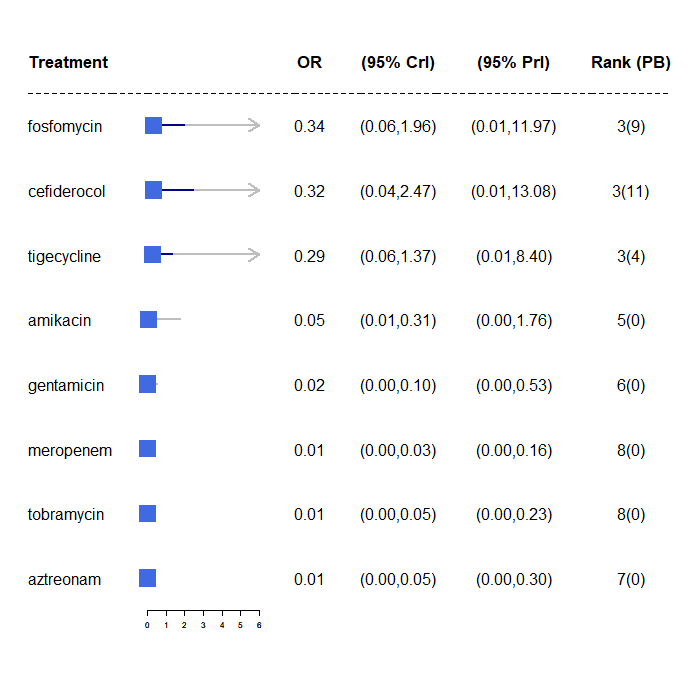 Treatment OR (95% CrI) (95% PrI) Rank (PB)
fosfomycin 0.34 (0.06,1.96) (0.01,11.97) 3(9)
cefiderocol 0.32 (0.04,2.47) (0.01,13.08) 3(11)
tigecycline 0.29 (0.06,1.37) (0.01,8.40) 3(4)
amikacin 0.05 (0.01,0.31) (0.00,1.76) 5(0)
gentamicin 0.02 (0.00,0.10) (0.00,0.53) 6(0)
meropenem 0.01 (0.00,0.03) (0.00,0.16) 8(0)
tobramycin 0.01 (0.00,0.05) (0.00,0.23) 8(0)
aztreonam 0.01 (0.00,0.05) (0.00,0.30) 7(0)
0 1 2 3 4 5 6